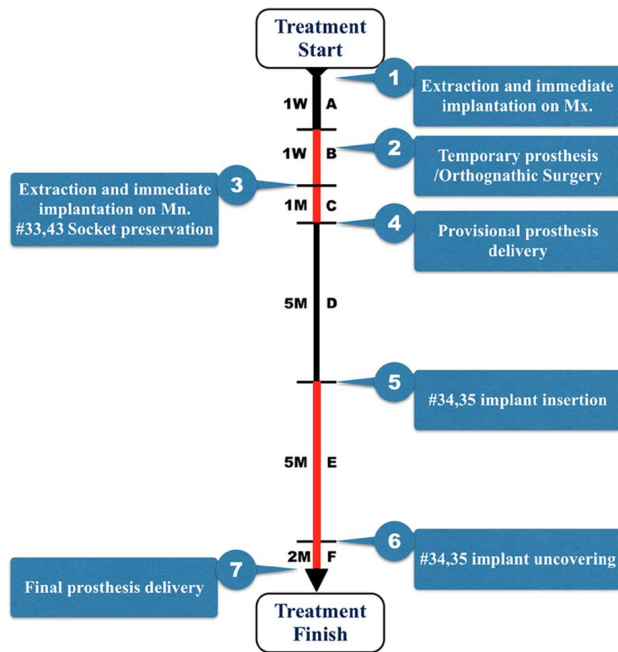 Treatment
Start
1
Extraction and immediate
implantation on Mx.
1W A
1W B
2
Temporary prosthesis
/Orthognathic Surgery
3
Extraction and immediate
implantation on Mn.
#33,43 Socket preservation
1M C
4
Provisional prosthesis
delivery
5M D
5
#34,35 implant insertion
5M E
6
#34,35 implant uncovering
2M F
7
Final prosthesis delivery
Treatment
Finish